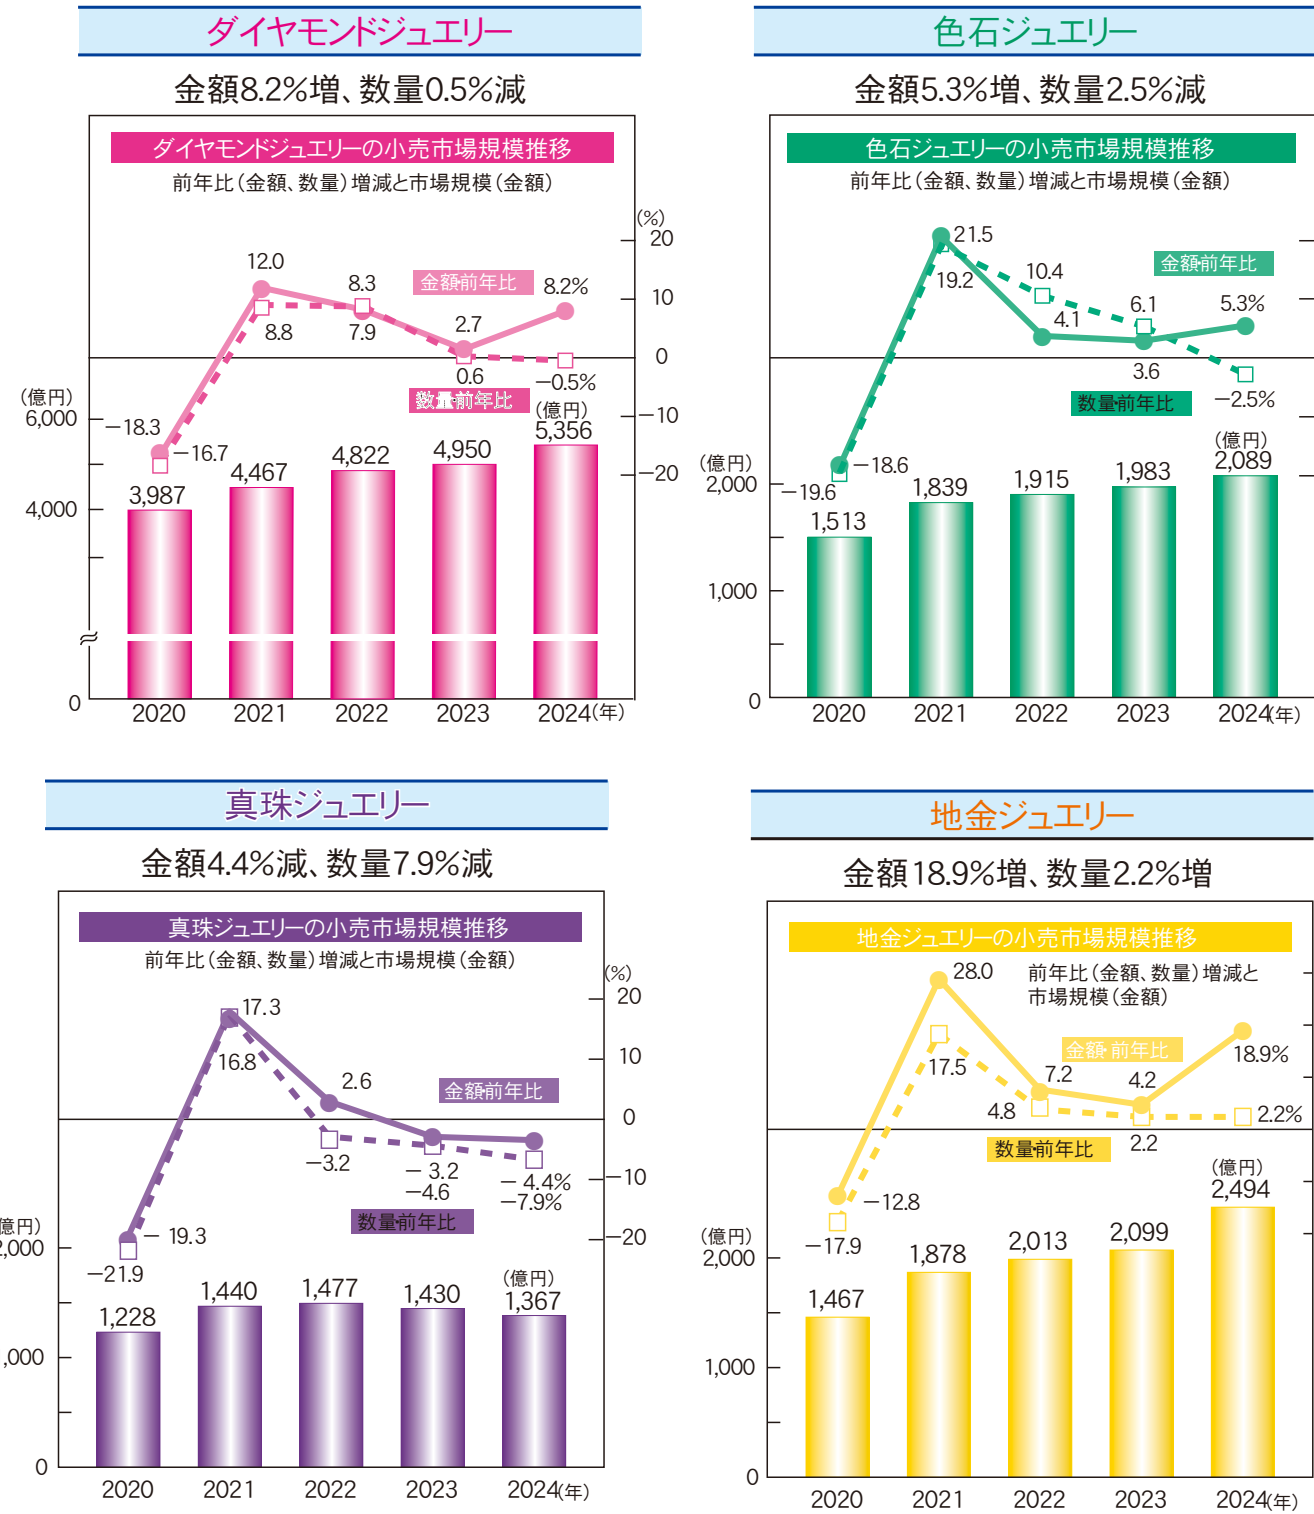 ダイヤモンドジュエリー
金額8.2%増、数量0.5%減
ダイヤモンドジュエリーの小売市場規模推移
前年比（金額、数量）増減と市場規模（金額）
(%)
20
12.0
8.3
金額前年比
8.2%
10
8.8
7.9
2.7
0
0.6
−0.5%
数量前年比
（億円）
（億円）
6,000
−18.3
−16.7
−10
5,356
4,467
4,822
4,950
−20
3,987
4,000
0
2020
2021
2022
2023
2024(年)
色石ジュエリー
金額5.3%増、数量2.5%減
色石ジュエリーの小売市場規模推移
前年比（金額、数量）増減と市場規模（金額）
21.5
19.2
10.4
金額前年比
4.1
6.1
5.3%
3.6
−2.5%
数量前年比
（億円）
（億円）
2,000
−18.6
−19.6
2,089
1,839
1,915
1,983
1,513
1,000
0
2020
2021
2022
2023
2024(年)
真珠ジュエリー
金額4.4%減、数量7.9%減
真珠ジュエリーの小売市場規模推移
前年比（金額、数量）増減と市場規模（金額）
(%)
20
17.3
16.8
10
2.6
金額前年比
0
−3.2
−3.2
−4.6
−4.4%
−7.9%
−10
数量前年比
億円）
,000
−19.3
−20
−21.9
（億円）
1,228
1,440
1,477
1,430
1,367
,000
0
2020
2021
2022
2023
2024(年)
地金ジュエリー
金額18.9%増、数量2.2%増
地金ジュエリーの小売市場規模推移
前年比（金額、数量）増減と
市場規模（金額）
28.0
17.5
金額前年比
7.2
4.2
18.9%
4.8
2.2
2.2%
数量前年比
（億円）
−12.8
−17.9
（億円）
2,000
2,494
1,878
2,013
2,099
1,467
1,000
0
2020
2021
2022
2023
2024(年)